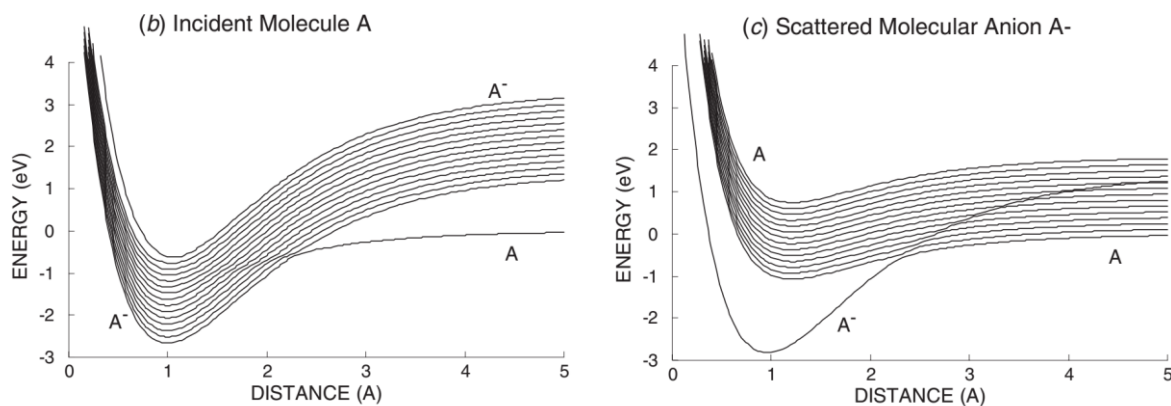 (b) Incident Molecule A
ENERGY (eV)
4
3
2
1
0
-1
-2
-3
A-
A
A-
0
1
2
3
4
5
DISTANCE (A)
(c) Scattered Molecular Anion A-
ENERGY (eV)
4
3
2
1
0
-1
-2
-3
A
A
A-
0
1
2
3
4
5
DISTANCE (A)